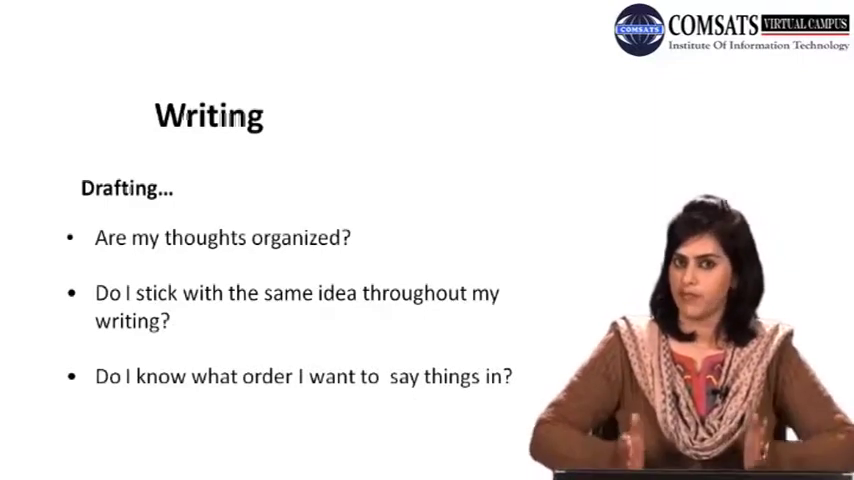 COMSATS VIRTUAL CAMPUS
COMSATS Institute Of Information Technology
Writing
Drafting...
• Are my thoughts organized?
• Do I stick with the same idea throughout my
writing?
• Do I know what order I want to say things in?